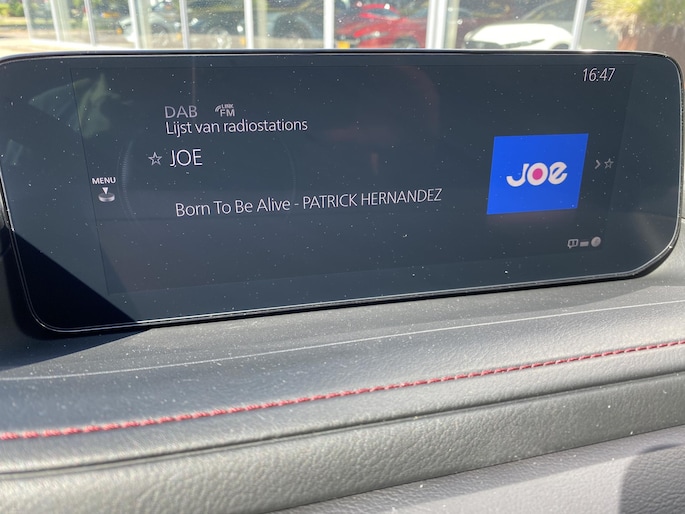 16:47
DAB LINK FM
Lijst van radiostations
JOE
JOe
MENU
Born To Be Alive - PATRICK HERNANDEZ